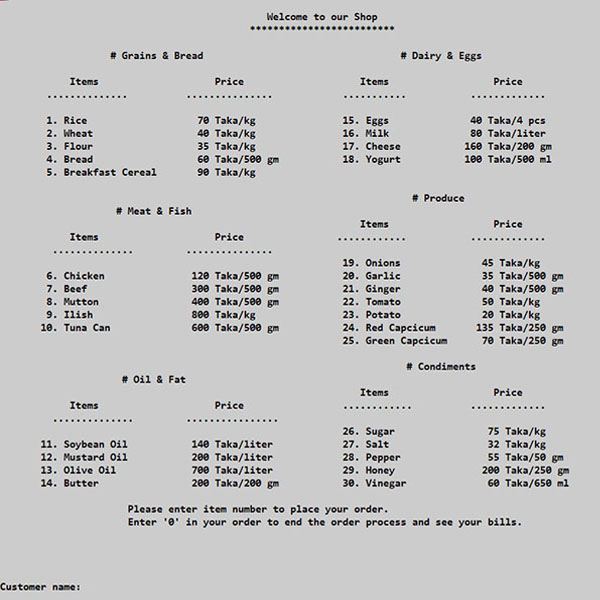 Welcome to our Shop
*************************
# Grains & Bread
Items Price
.............. ...............
1. Rice 70 Taka/kg
2. Wheat 40 Taka/kg
3. Flour 35 Taka/kg
4. Bread 60 Taka/500 gm
5. Breakfast Cereal 90 Taka/kg
# Meat & Fish
Items Price
.............. ...............
6. Chicken 120 Taka/500 gm
7. Beef 300 Taka/500 gm
8. Mutton 400 Taka/500 gm
9. Ilish 800 Taka/kg
10. Tuna Can 600 Taka/500 gm
# Oil & Fat
Items Price
.............. ................
11. Soybean Oil 140 Taka/liter
12. Mustard Oil 200 Taka/liter
13. Olive Oil 700 Taka/liter
14. Butter 200 Taka/200 gm
# Dairy & Eggs
Items Price
........... .............
15. Eggs 40 Taka/4 pcs
16. Milk 80 Taka/liter
17. Cheese 160 Taka/200 gm
18. Yogurt 100 Taka/500 ml
# Produce
Items Price
............ .............
19. Onions 45 Taka/kg
20. Garlic 35 Taka/500 gm
21. Ginger 40 Taka/500 gm
22. Tomato 50 Taka/kg
23. Potato 20 Taka/kg
24. Red Capcicum 135 Taka/250 gm
25. Green Capcicum 70 Taka/250 gm
# Condiments
Items Price
............ .............
26. Sugar 75 Taka/kg
27. Salt 32 Taka/kg
28. Pepper 55 Taka/50 gm
29. Honey 200 Taka/250 gm
30. Vinegar 60 Taka/650 ml
Please enter item number to place your order.
Enter '0' in your order to end the order process and see your bills.
Customer name: